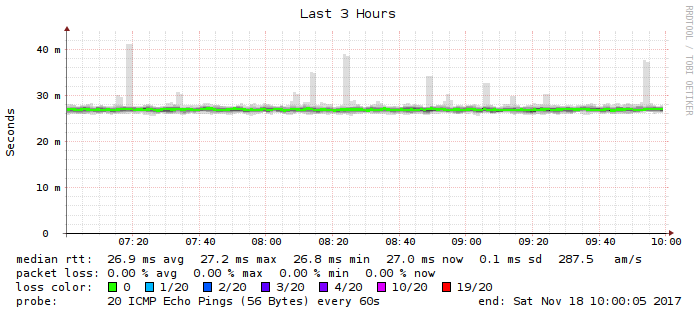 Last 3 Hours
RRDTOOL / TOBI OETIKER
Seconds
40 m
30 m
20 m
10 m
0
07:20 07:40 08:00 08:20 08:40 09:00 09:20 09:40 10:00
median rtt: 26.9 ms avg 27.2 ms max 26.8 ms min 27.0 ms now 0.1 ms sd 287.5 am/s
packet loss: 0.00 % avg 0.00 % max 0.00 % min 0.00 % now
loss color: 0 1/20 2/20 3/20 4/20 10/20 19/20
probe: 20 ICMP Echo Pings (56 Bytes) every 60s end: Sat Nov 18 10:00:05 2017